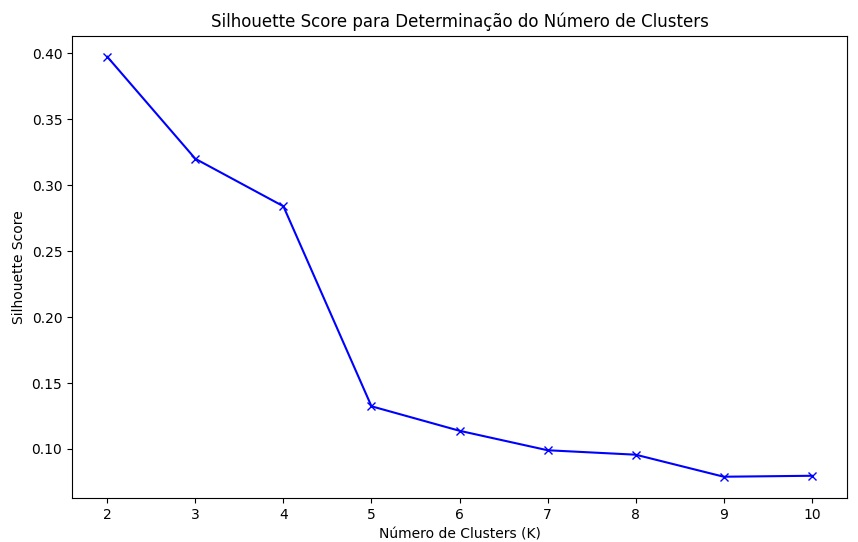 Silhouette Score para Determinação do Número de Clusters
0.40
0.35
0.30
0.25
0.20
0.15
0.10
Silhouette Score
2 3 4 5 6 7 8 9 10
Número de Clusters (K)